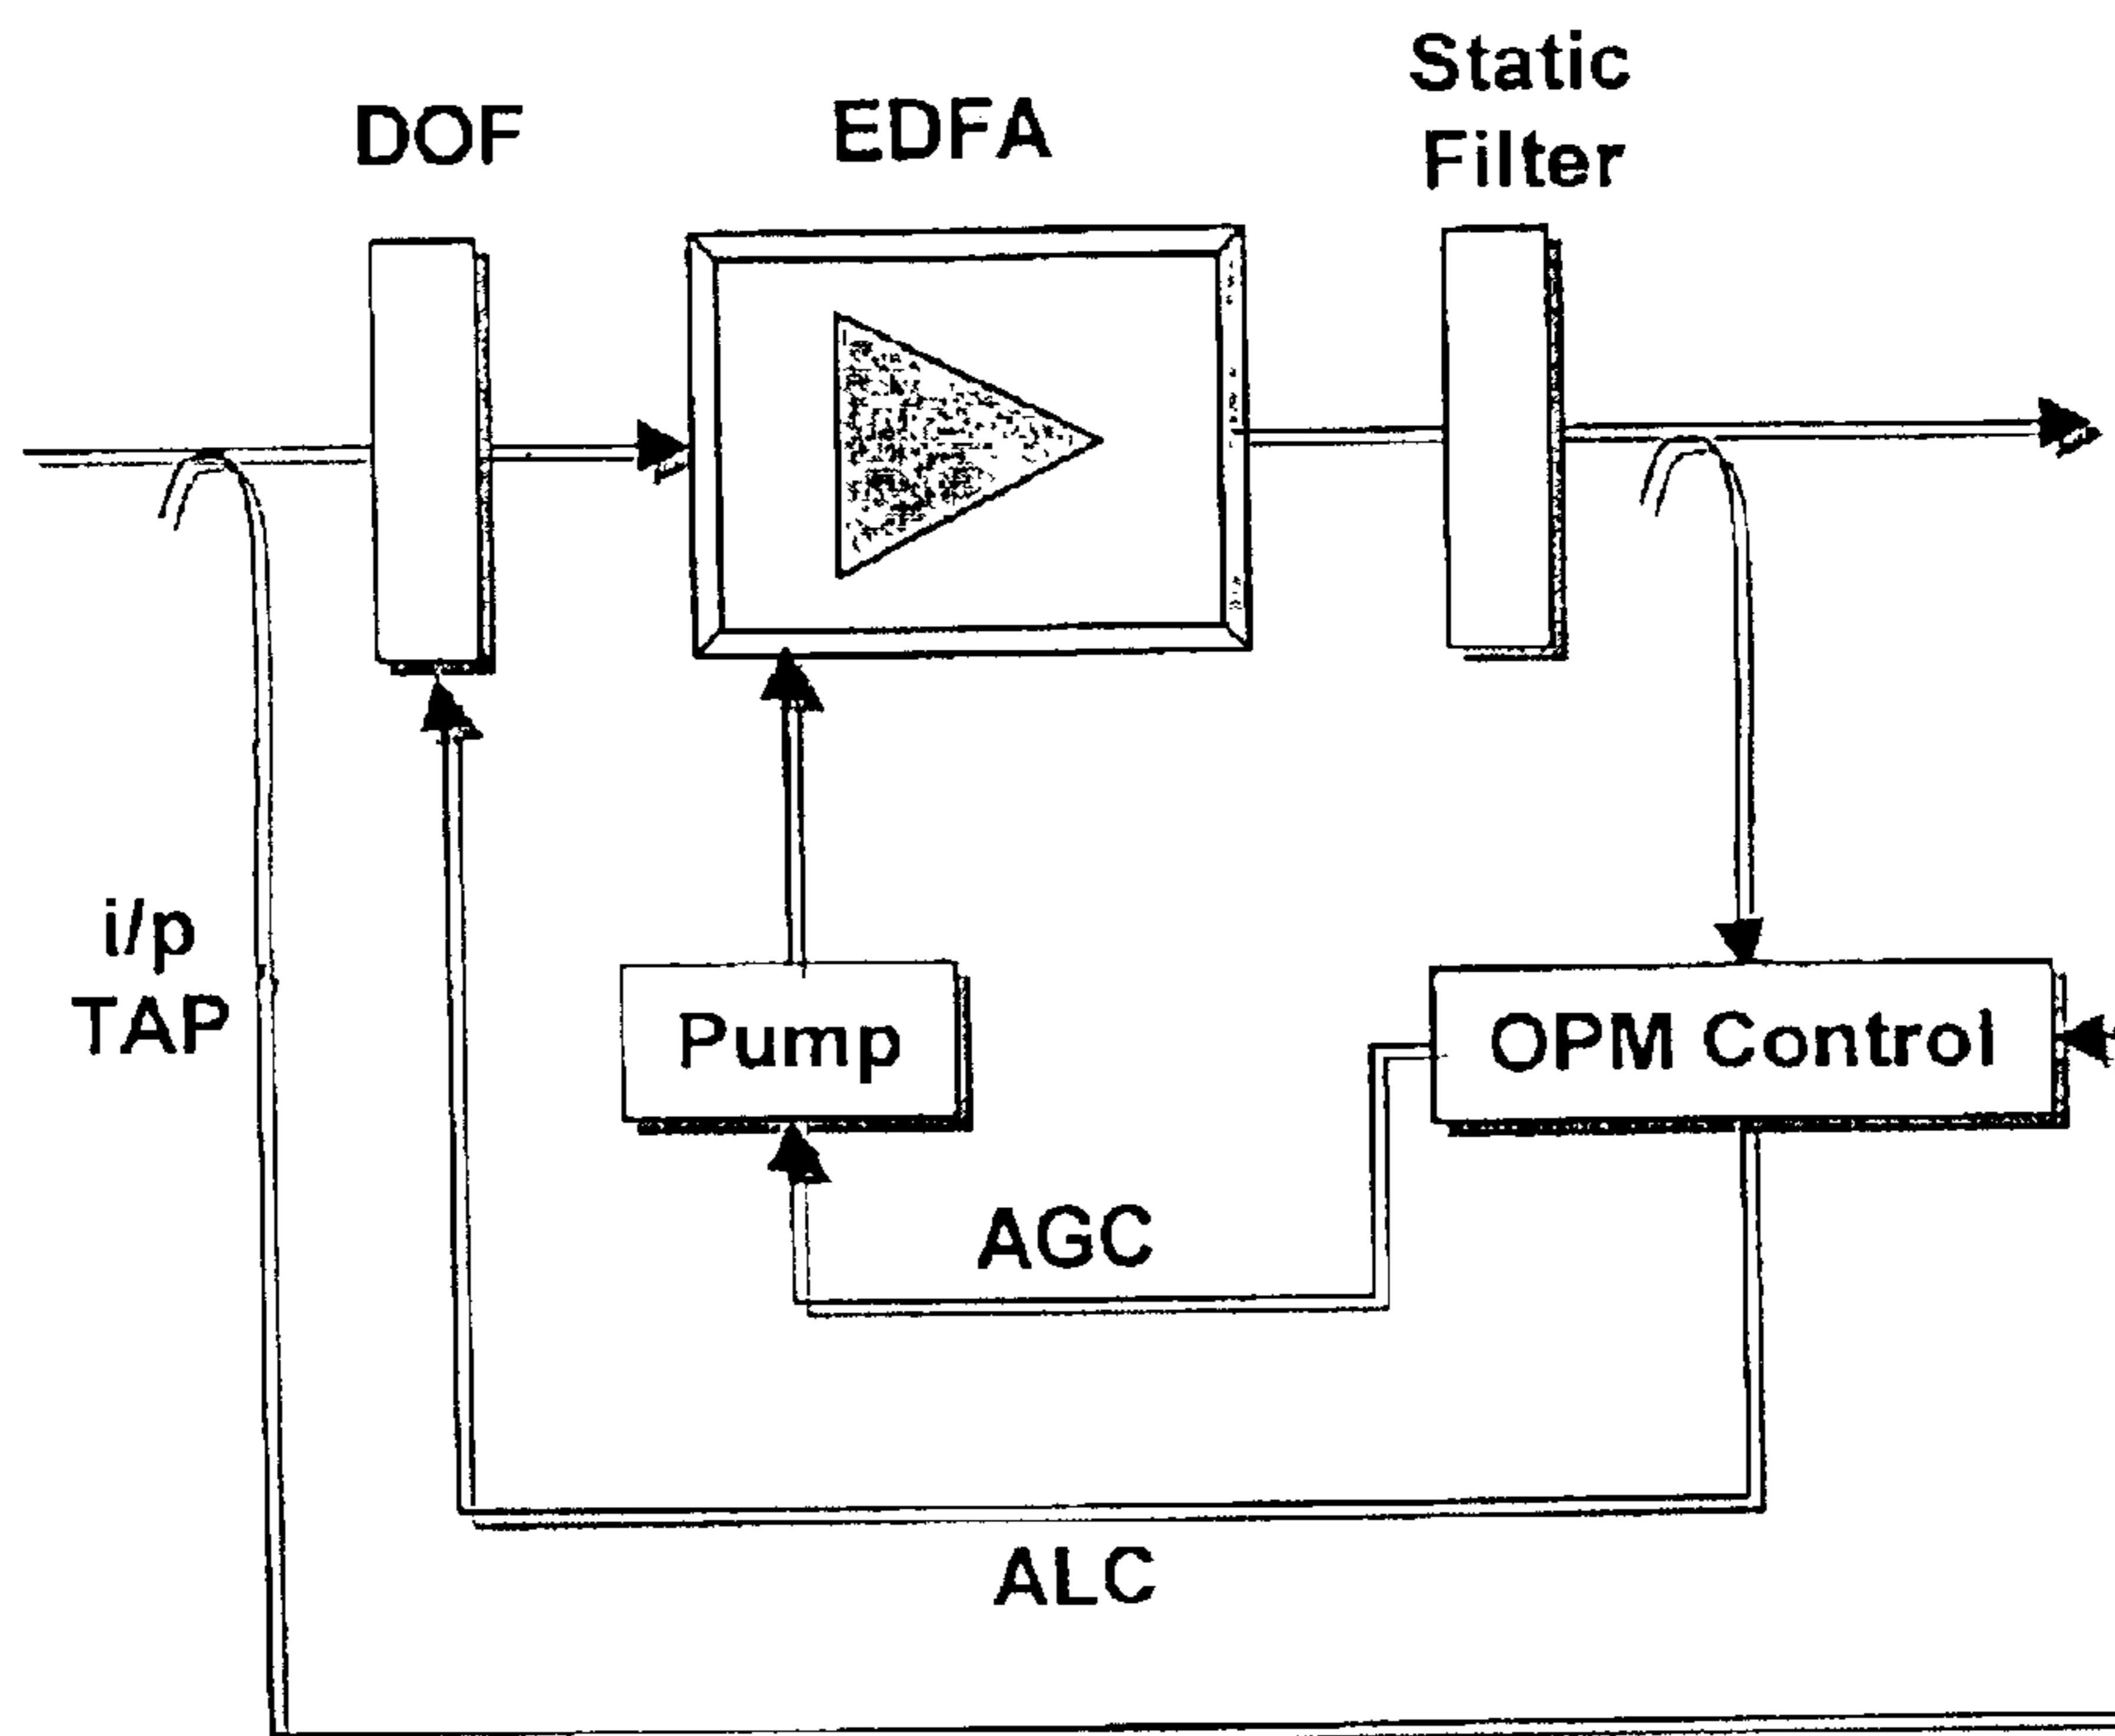 DOF
EDFA
Static
Filter
i/p
TAP
Pump
OPM Control
AGC
ALC